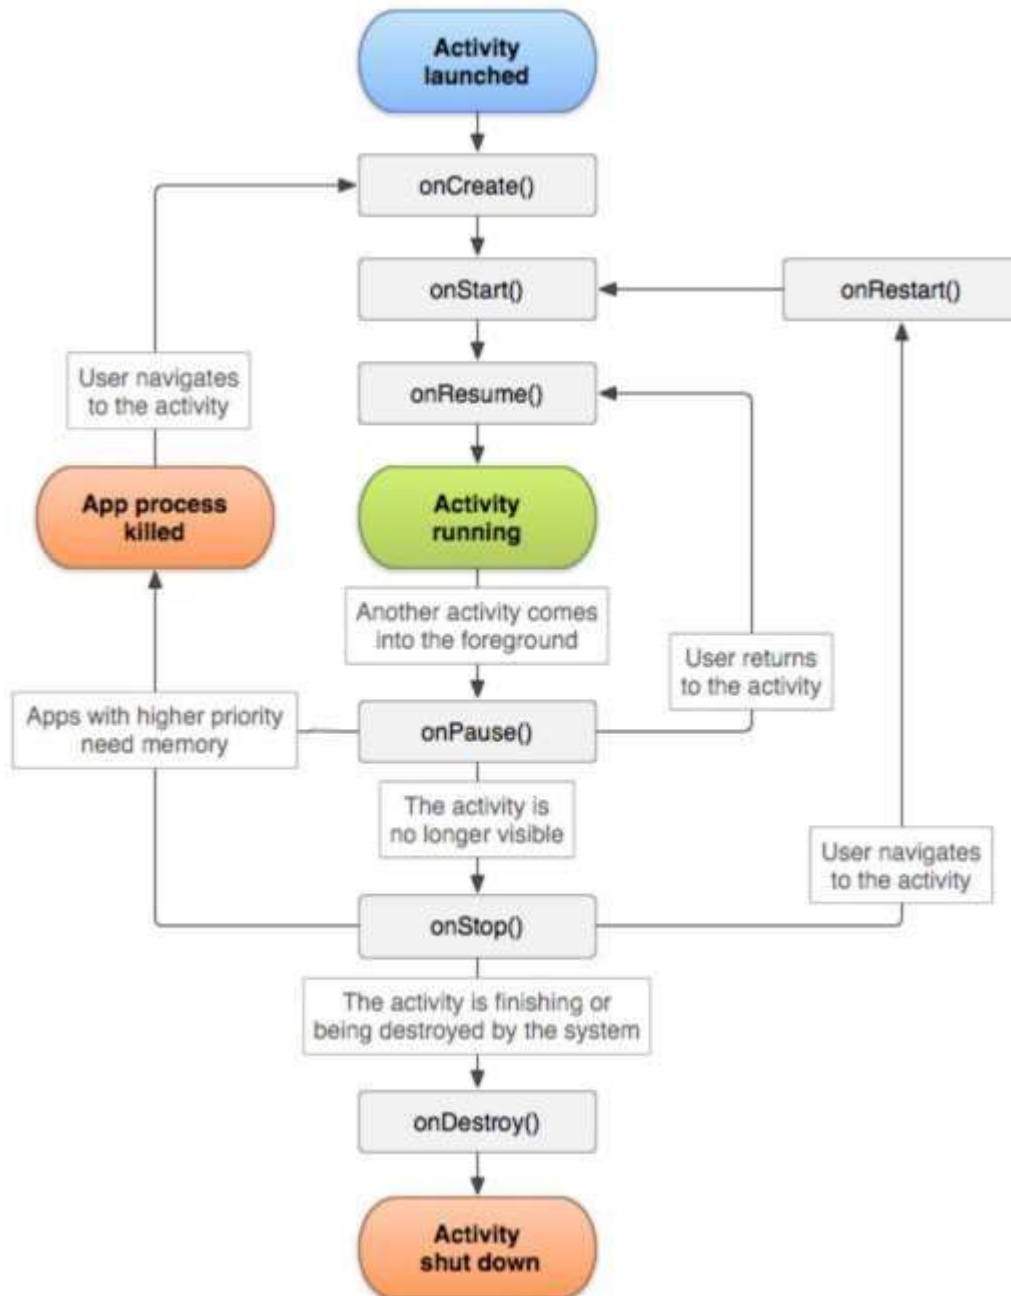 Activity
launched
onCreate()
onStart()
onRestart()
User navigates
to the activity
onResume()
App process
killed
Activity
running
Another activity comes
into the foreground
User returns
to the activity
Apps with higher priority
need memory
onPause()
The activity is
no longer visible
User navigates
to the activity
onStop()
The activity is finishing or
being destroyed by the system
onDestroy()
Activity
shut down